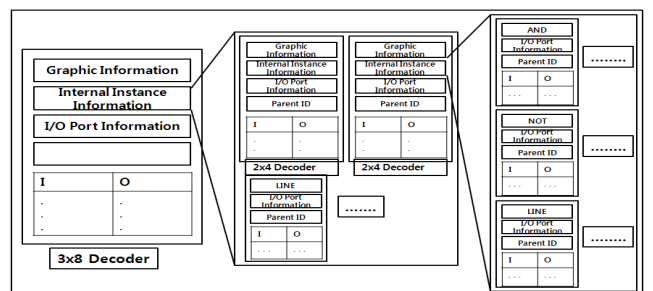 Graphic Information
Internal Instance
Information
I/O Port Information
I O
. .
. .
. .
3x8 Decoder
Graphic
Information
Internal Instance
Information
I/O Port
Information
Parent ID
I O
. .
. .
2x4 Decoder
Graphic
Information
Internal Instance
Information
I/O Port
Information
Parent ID
I O
. .
. .
2x4 Decoder
LINE
I/O Port
Information
Parent ID
I O
... ...
.......
AND
I/O Port
Information
Parent ID
I O
... ...
........
NOT
I/O Port
Information
Parent ID
I O
... ...
........
LINE
I/O Port
Information
Parent ID
I O
... ...
........